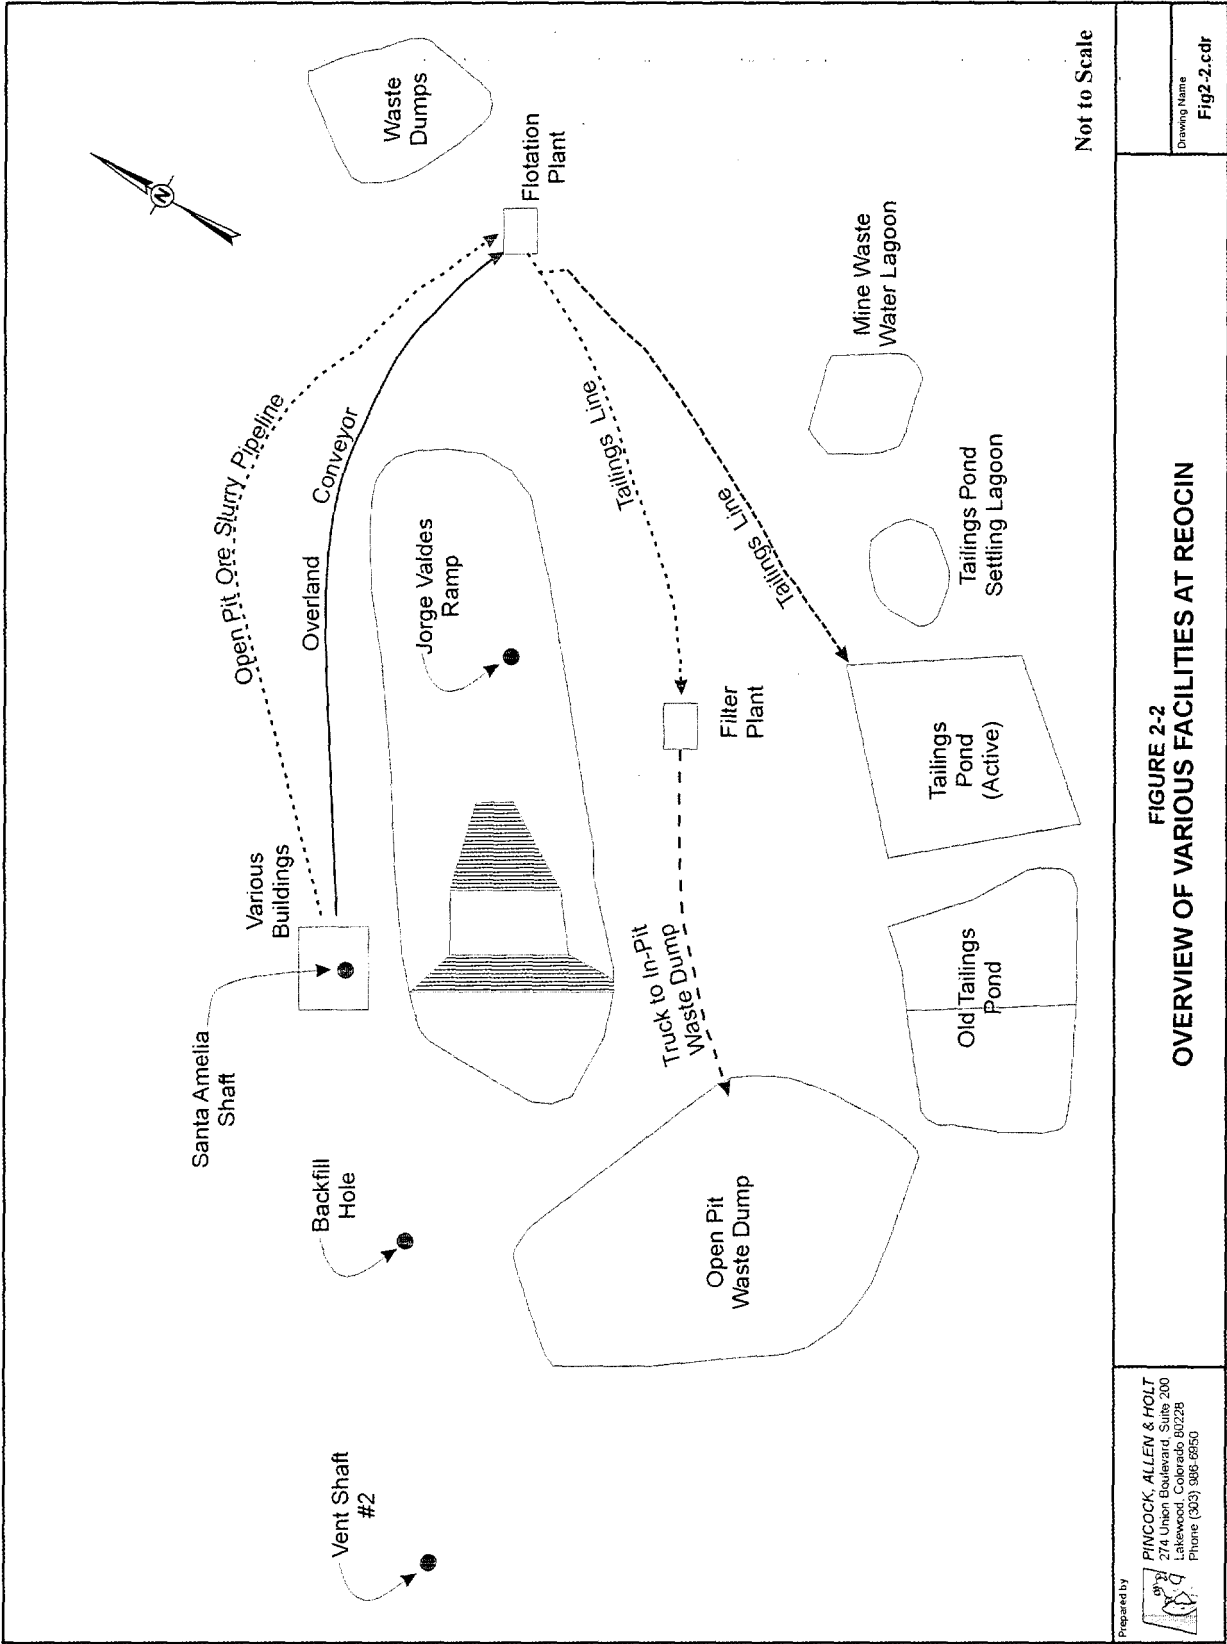 Vent Shaft
#2
Backfill
Hole
Santa Amelia
Shaft
Various
Buildings
Open Pit Ore Slurry Pipeline
Overland
Conveyor
Jorge Valdes
Ramp
N
Waste
Dumps
Flotation
Plant
Tailings Line
Tailings Line
Filter
Plant
Truck to In-Pit
Waste Dump
Open Pit
Waste Dump
Old Tailings
Pond
Tailings
Pond
(Active)
Tailings Pond
Settling Lagoon
Mine Waste
Water Lagoon
Not to Scale
Prepared by
PINCOCK, ALLEN & HOLT
274 Union Boulevard, Suite 200
Lakewood, Colorado 80228
Phone (303) 986-6950
FIGURE 2-2
OVERVIEW OF VARIOUS FACILITIES AT REOCIN
Drawing Name
Fig2-2.cdr